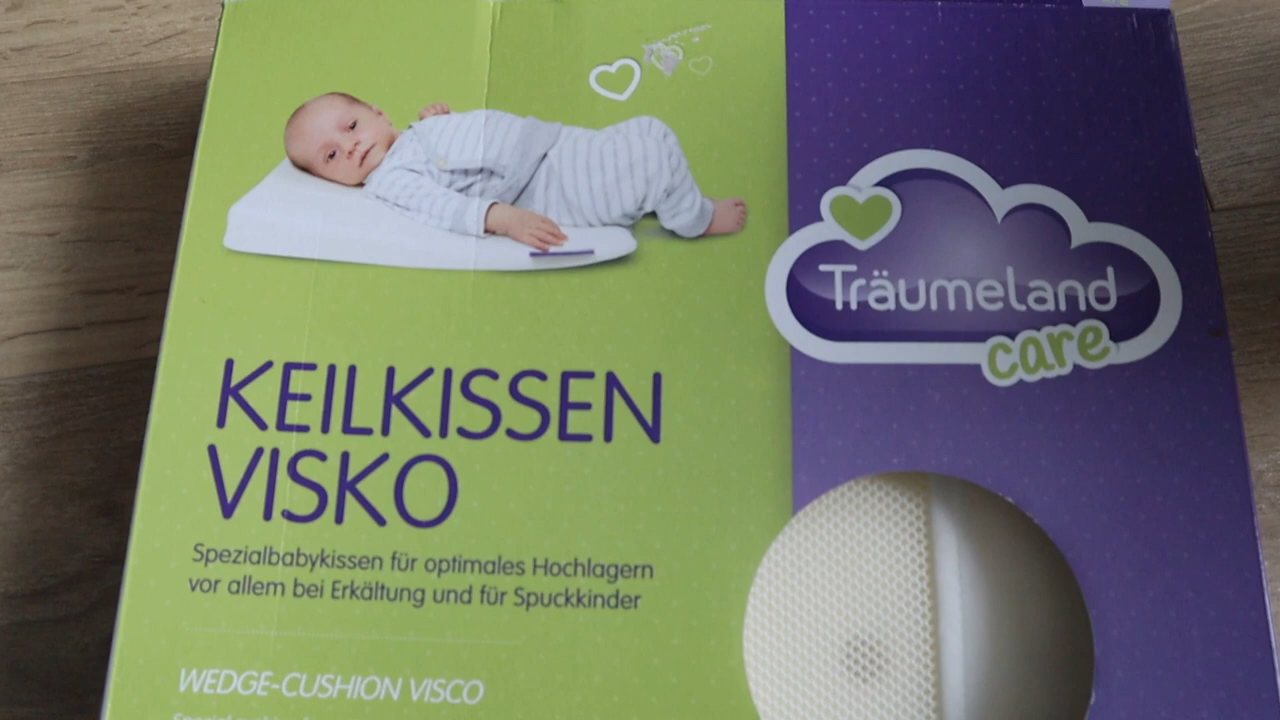 Träumeland
care
KEILKISSEN
VISKO
Spezialbabykissen für optimales Hochlagern
vor allem bei Erkältung und für Spuckkinder
WEDGE-CUSHION VISCO